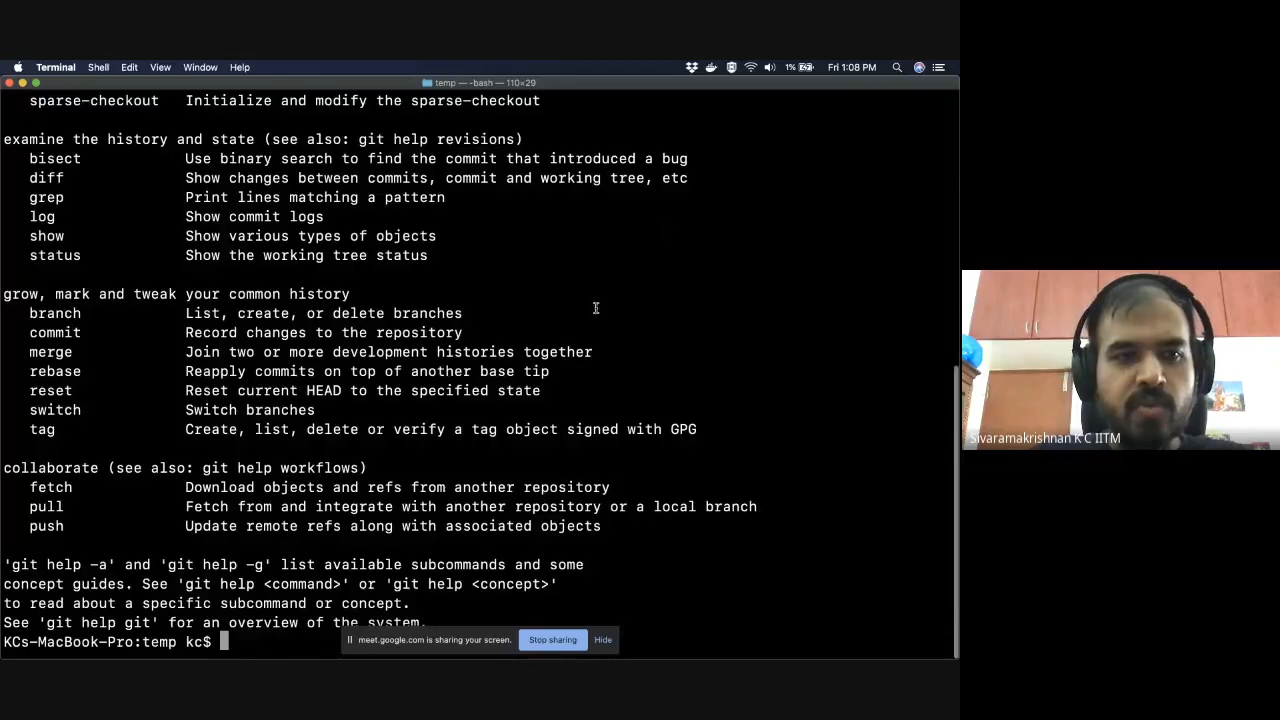 Terminal Shell Edit View Window Help 1% Fri 1:08 PM
temp — -bash — 110×29
sparse-checkout Initialize and modify the sparse-checkout
examine the history and state (see also: git help revisions)
bisect Use binary search to find the commit that introduced a bug
diff Show changes between commits, commit and working tree, etc
grep Print lines matching a pattern
log Show commit logs
show Show various types of objects
status Show the working tree status
grow, mark and tweak your common history
branch List, create, or delete branches
commit Record changes to the repository
merge Join two or more development histories together
rebase Reapply commits on top of another base tip
reset Reset current HEAD to the specified state
switch Switch branches
tag Create, list, delete or verify a tag object signed with GPG
collaborate (see also: git help workflows)
fetch Download objects and refs from another repository
pull Fetch from and integrate with another repository or a local branch
push Update remote refs along with associated objects
'git help -a' and 'git help -g' list available subcommands and some
concept guides. See 'git help <command>' or 'git help <concept>'
to read about a specific subcommand or concept.
See 'git help git' for an overview of the system.
KCs-MacBook-Pro:temp kc$
meet.google.com is sharing your screen. Stop sharing Hide
Sivaramakrishnan K C IITM